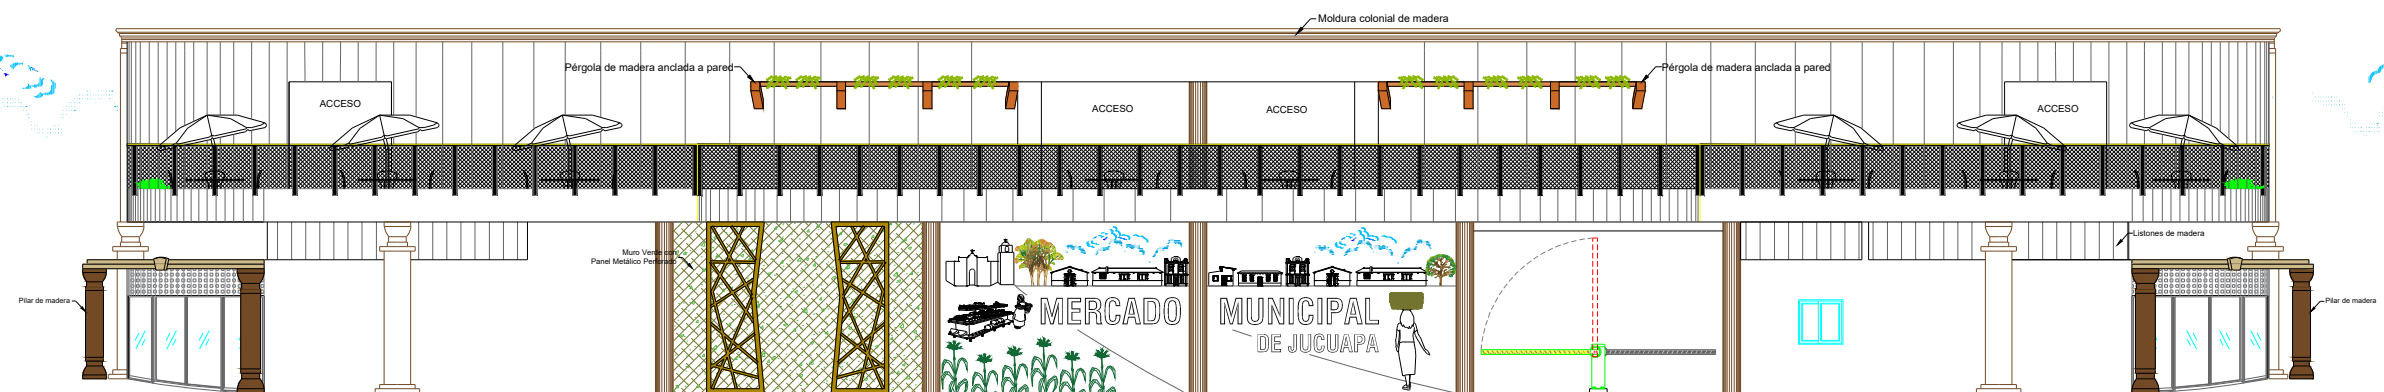 Moldura colonial de madera
Pérgola de madera anclada a pared
Pérgola de madera anclada a pared
ACCESO
ACCESO
ACCESO
ACCESO
Listones de madera
Muro Verde con
Panel Metálico Perforado
Pilar de madera
MERCADO
MUNICIPAL
DE JUCUAPA
Pilar de madera